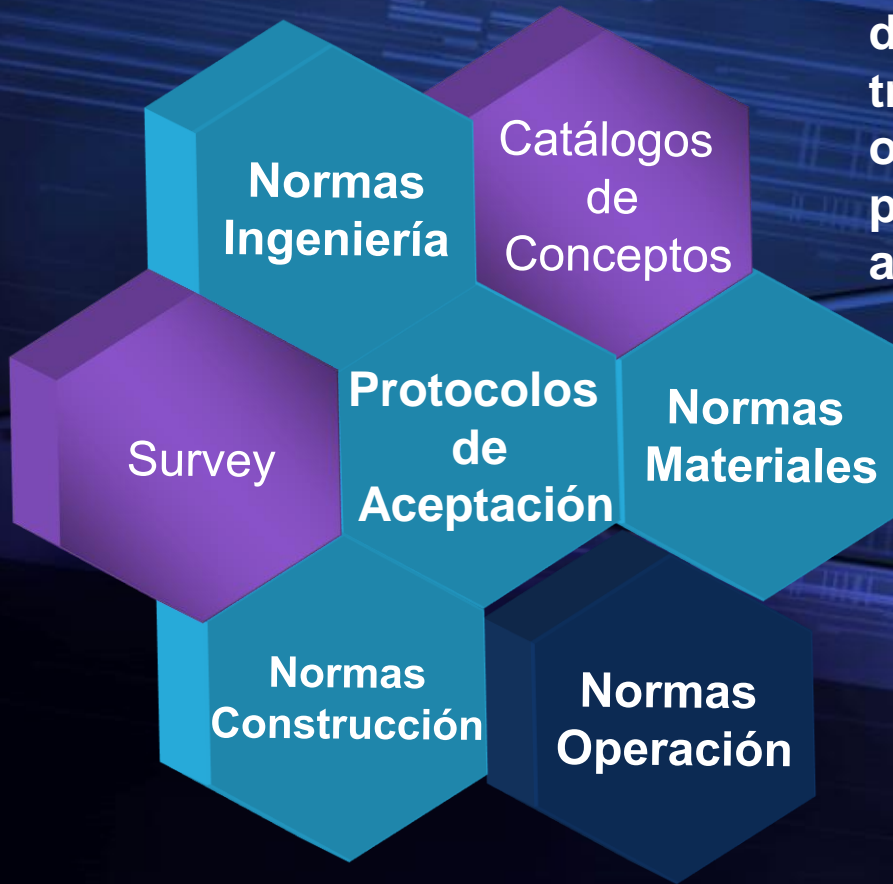 Normas
Ingeniería
Catálogos
de
Conceptos
Survey
Protocolos
de
Aceptación
Normas
Materiales
Normas
Construcción
Normas
Operación